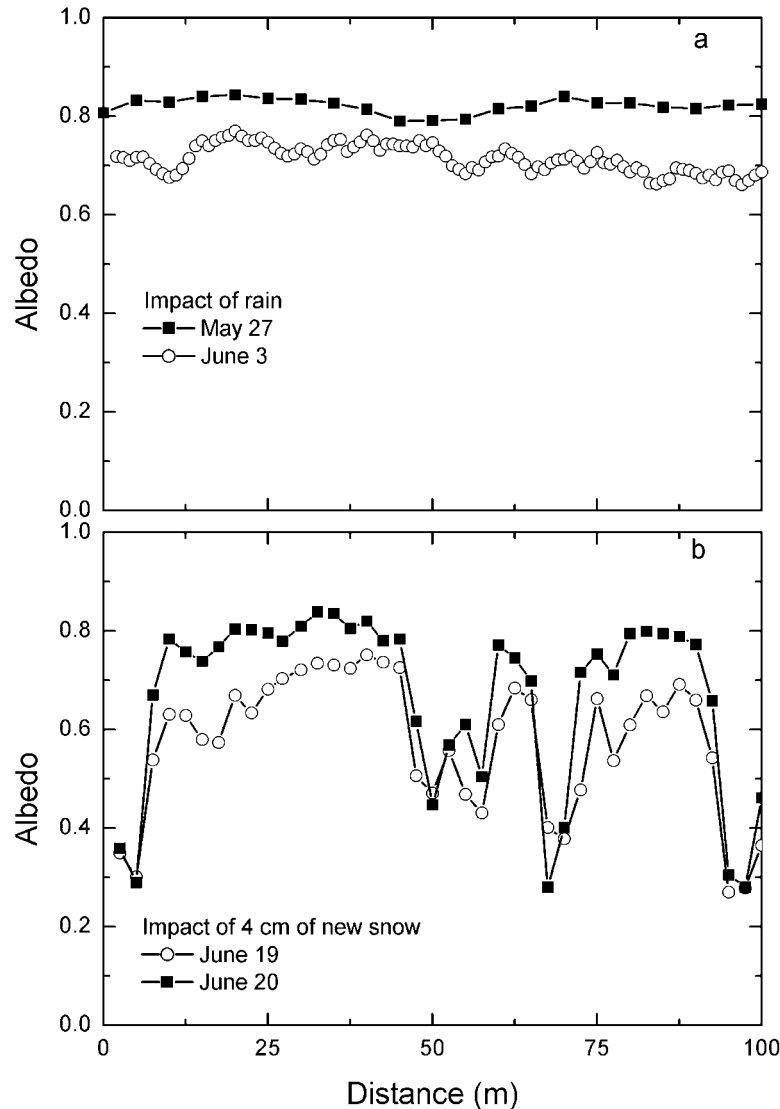 a
1.0
0.8
0.6
0.4
0.2
0.0
Albedo
Impact of rain
May 27
June 3
b
1.0
0.8
0.6
0.4
0.2
0.0
Albedo
Impact of 4 cm of new snow
June 19
June 20
0 25 50 75 100
Distance (m)